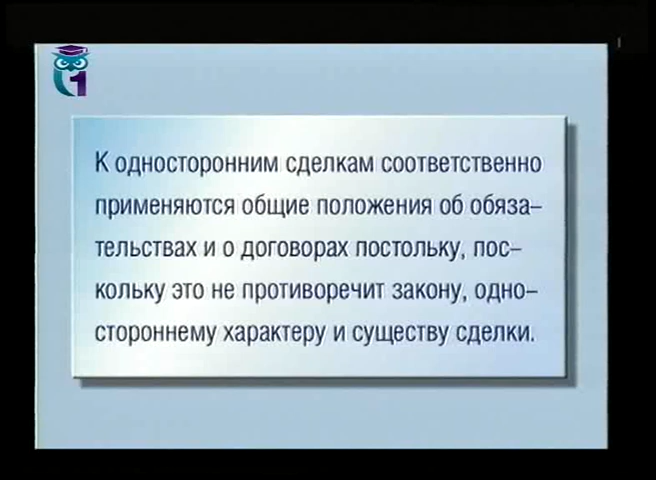 1
К односторонним сделкам соответственно
применяются общие положения об обяза–
тельствах и о договорах постольку, пос–
кольку это не противоречит закону, одно–
стороннему характеру и существу сделки.